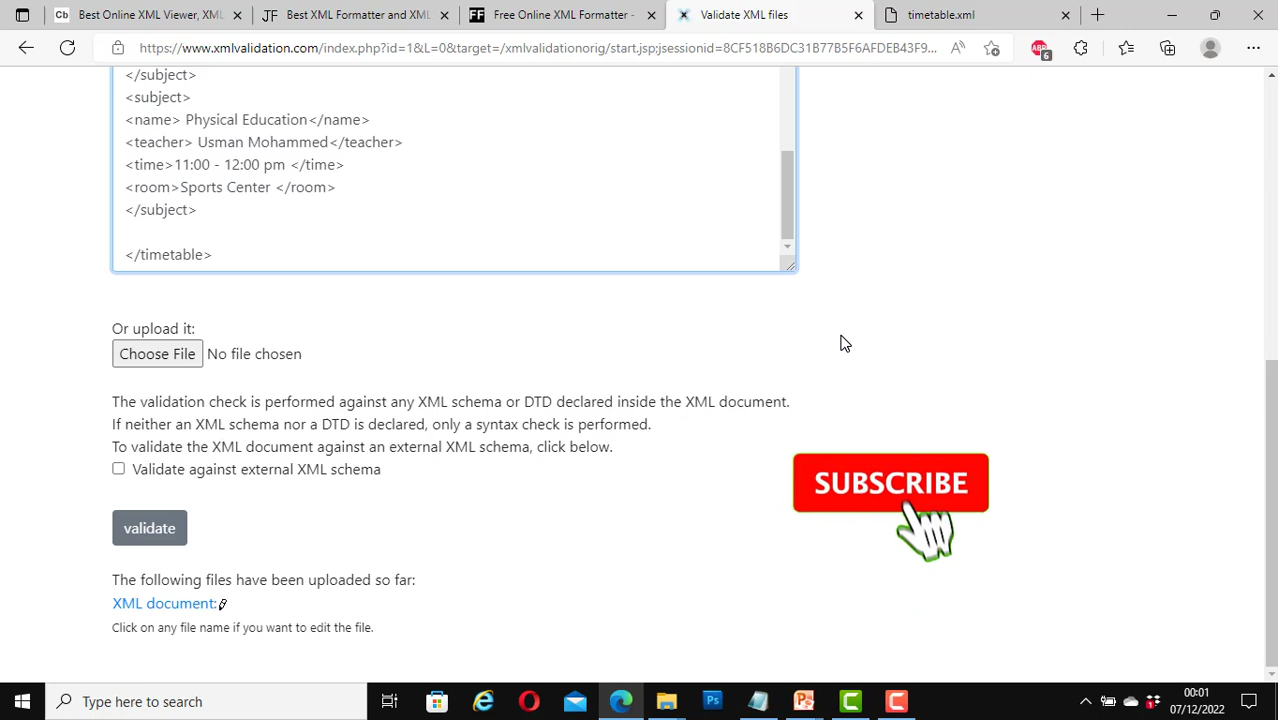 Best Online XML Viewer, XML
Best XML Formatter and XML
Free Online XML Formatter -
Validate XML files
timetable.xml
https://www.xmlvalidation.com/index.php?id=1&L=0&target=/xmlvalidationorig/start.jsp;jsessionid=8CF518B6DC31B77B5F6AFDEB43F9...
</subject>
<subject>
<name> Physical Education</name>
<teacher> Usman Mohammed</teacher>
<time>11:00 - 12:00 pm </time>
<room>Sports Center </room>
</subject>
</timetable>
Or upload it:
Choose File No file chosen
The validation check is performed against any XML schema or DTD declared inside the XML document.
If neither an XML schema nor a DTD is declared, only a syntax check is performed.
To validate the XML document against an external XML schema, click below.
Validate against external XML schema
SUBSCRIBE
validate
The following files have been uploaded so far:
XML document:
Click on any file name if you want to edit the file.
Type here to search
00:01
07/12/2022